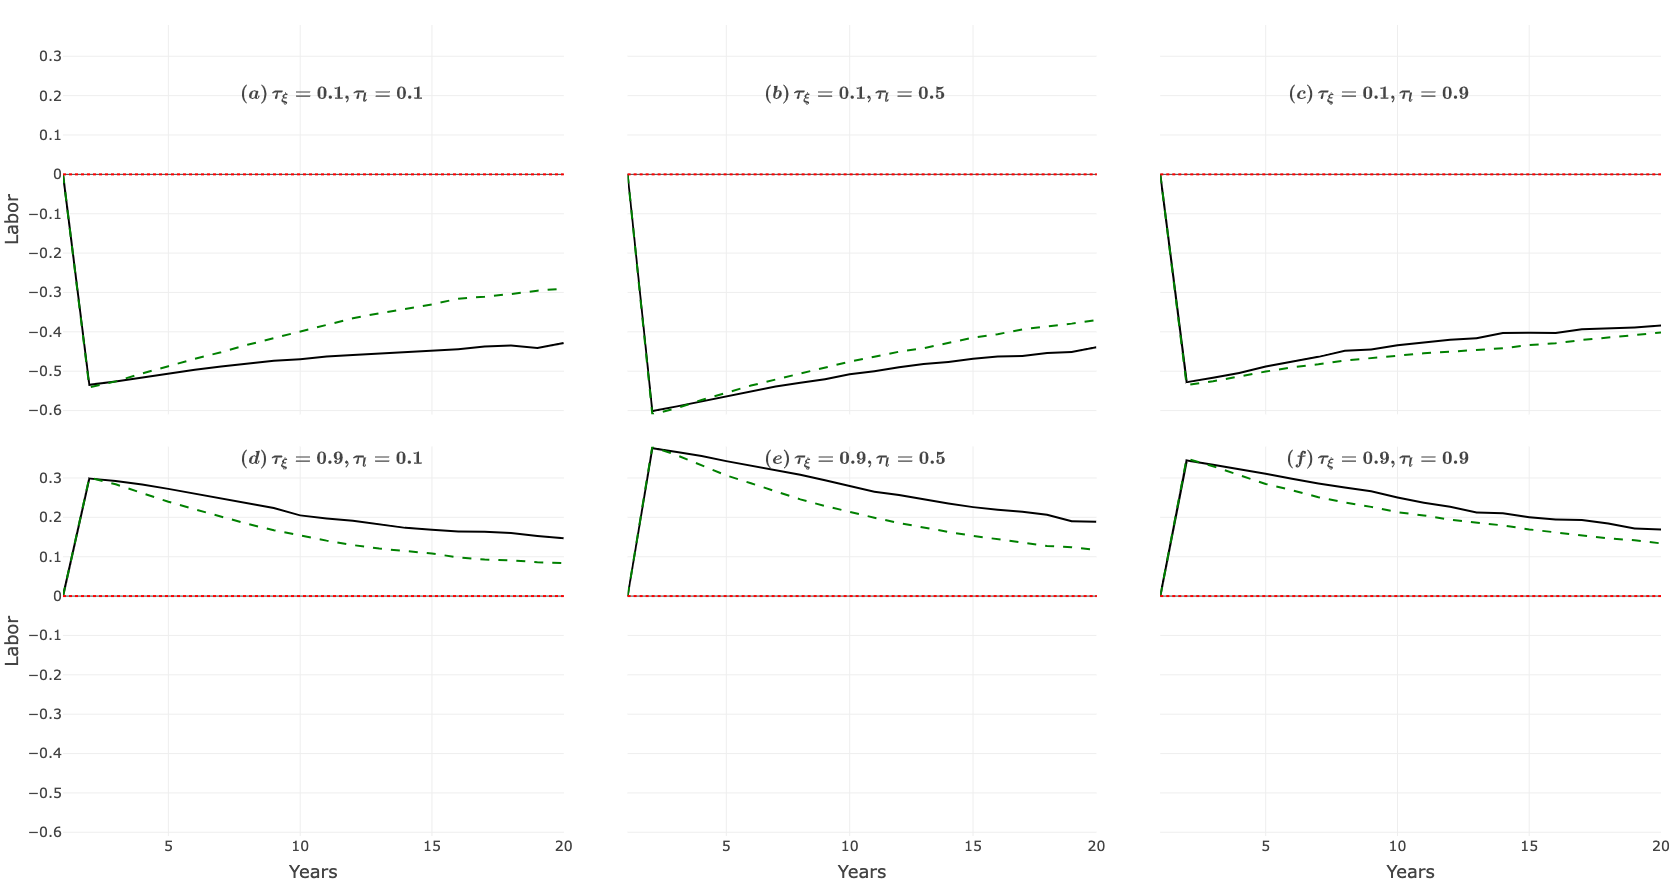 (a) τ_ξ = 0.1, τ_l = 0.1
(b) τ_ξ = 0.1, τ_l = 0.5
(c) τ_ξ = 0.1, τ_l = 0.9
0.3
0.2
0.1
0
−0.1
−0.2
−0.3
−0.4
−0.5
−0.6
Labor
(d) τ_ξ = 0.9, τ_l = 0.1
(e) τ_ξ = 0.9, τ_l = 0.5
(f) τ_ξ = 0.9, τ_l = 0.9
0.3
0.2
0.1
0
−0.1
−0.2
−0.3
−0.4
−0.5
−0.6
Labor
5 10 15 20
5 10 15 20
5 10 15 20
Years
Years
Years